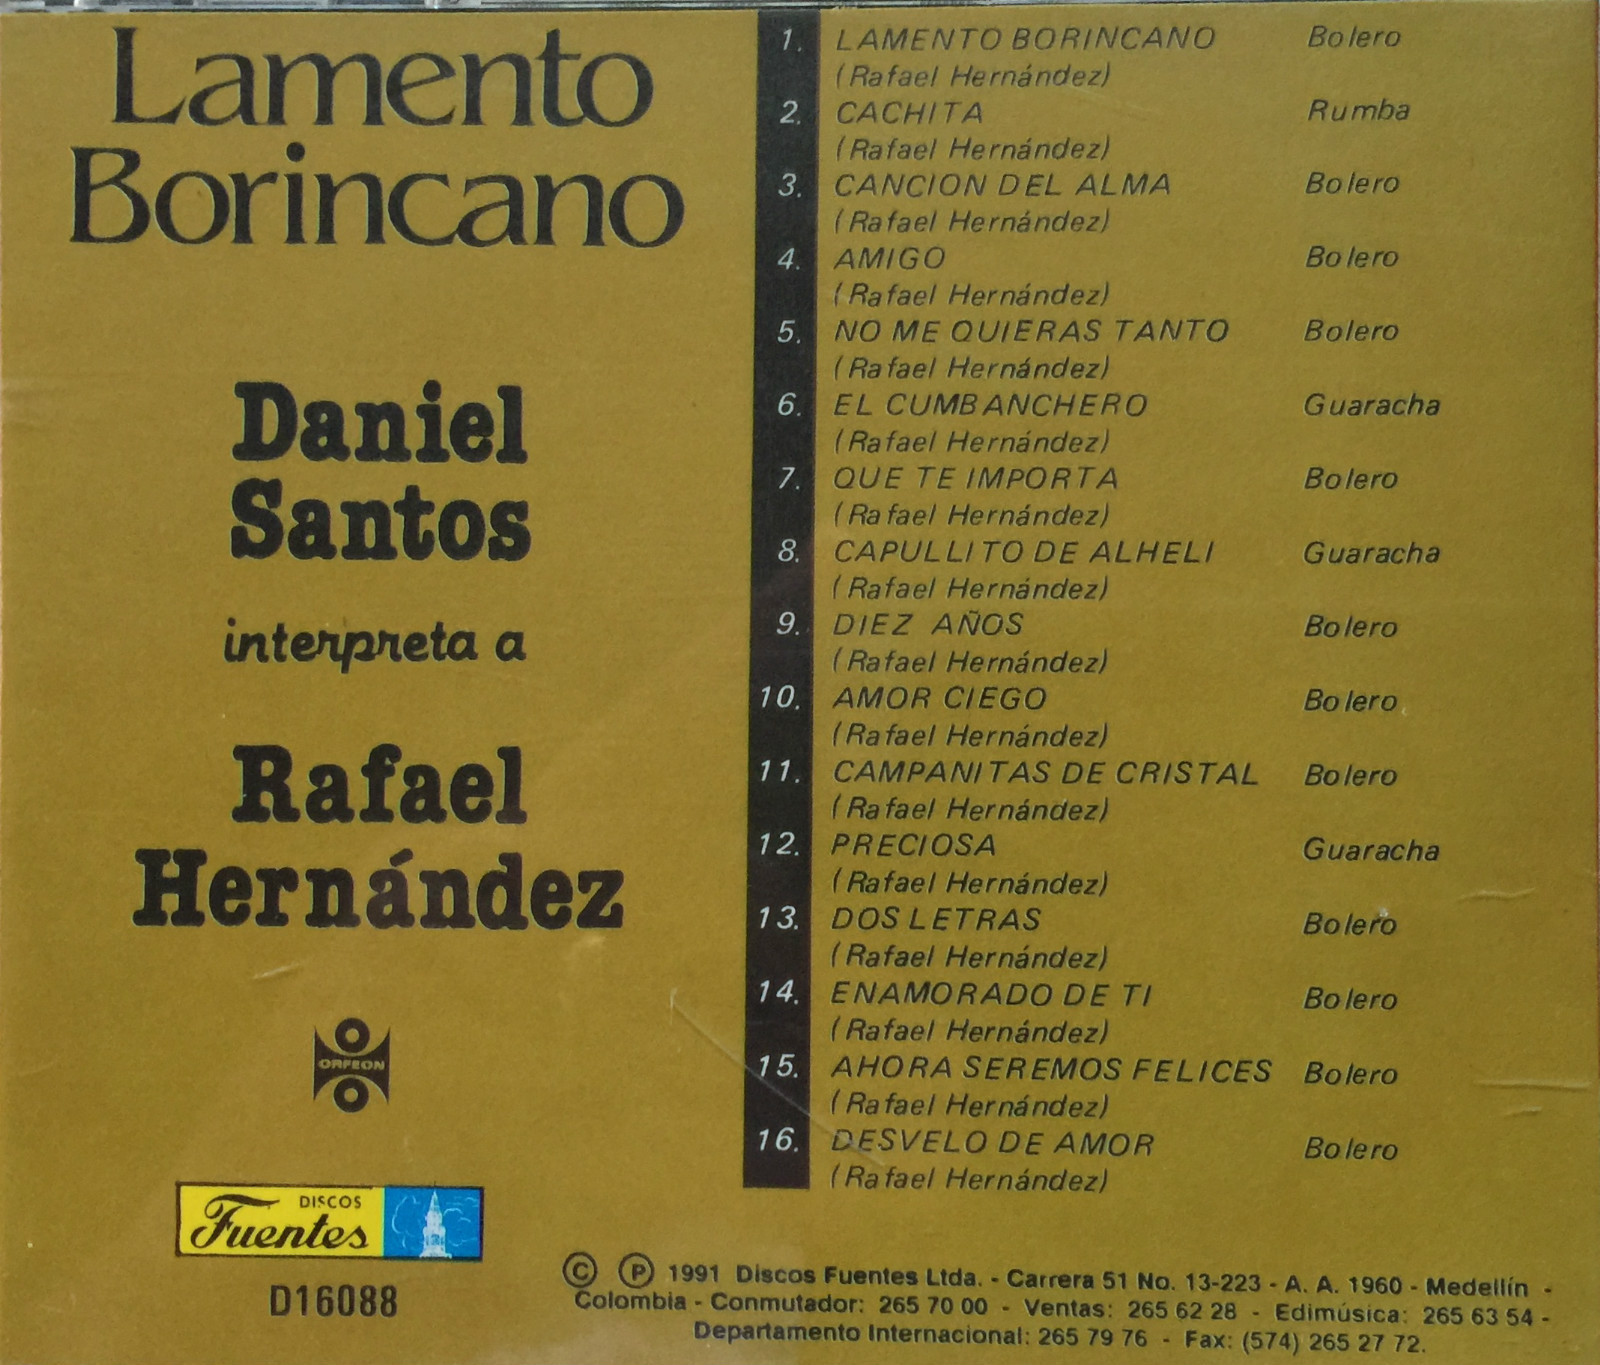 Lamento
Borincano
Daniel
Santos
interpreta a
Rafael
Hernández
ORFEON
DISCOS
Fuentes
D16088
1. LAMENTO BORINCANO Bolero
(Rafael Hernández)
2. CACHITA Rumba
(Rafael Hernández)
3. CANCION DEL ALMA Bolero
(Rafael Hernández)
4. AMIGO Bolero
(Rafael Hernández)
5. NO ME QUIERAS TANTO Bolero
(Rafael Hernández)
6. EL CUMBANCHERO Guaracha
(Rafael Hernández)
7. QUE TE IMPORTA Bolero
(Rafael Hernández)
8. CAPULLITO DE ALHELI Guaracha
(Rafael Hernández)
9. DIEZ AÑOS Bolero
(Rafael Hernández)
10. AMOR CIEGO Bolero
(Rafael Hernández)
11. CAMPANITAS DE CRISTAL Bolero
(Rafael Hernández)
12. PRECIOSA Guaracha
(Rafael Hernández)
13. DOS LETRAS Bolero
(Rafael Hernández)
14. ENAMORADO DE TI Bolero
(Rafael Hernández)
15. AHORA SEREMOS FELICES Bolero
(Rafael Hernández)
16. DESVELO DE AMOR Bolero
(Rafael Hernández)
© ℗ 1991 Discos Fuentes Ltda. - Carrera 51 No. 13-223 - A. A. 1960 - Medellín -
Colombia - Conmutador: 265 70 00 - Ventas: 265 62 28 - Edimúsica: 265 63 54 -
Departamento Internacional: 265 79 76 - Fax: (574) 265 27 72.